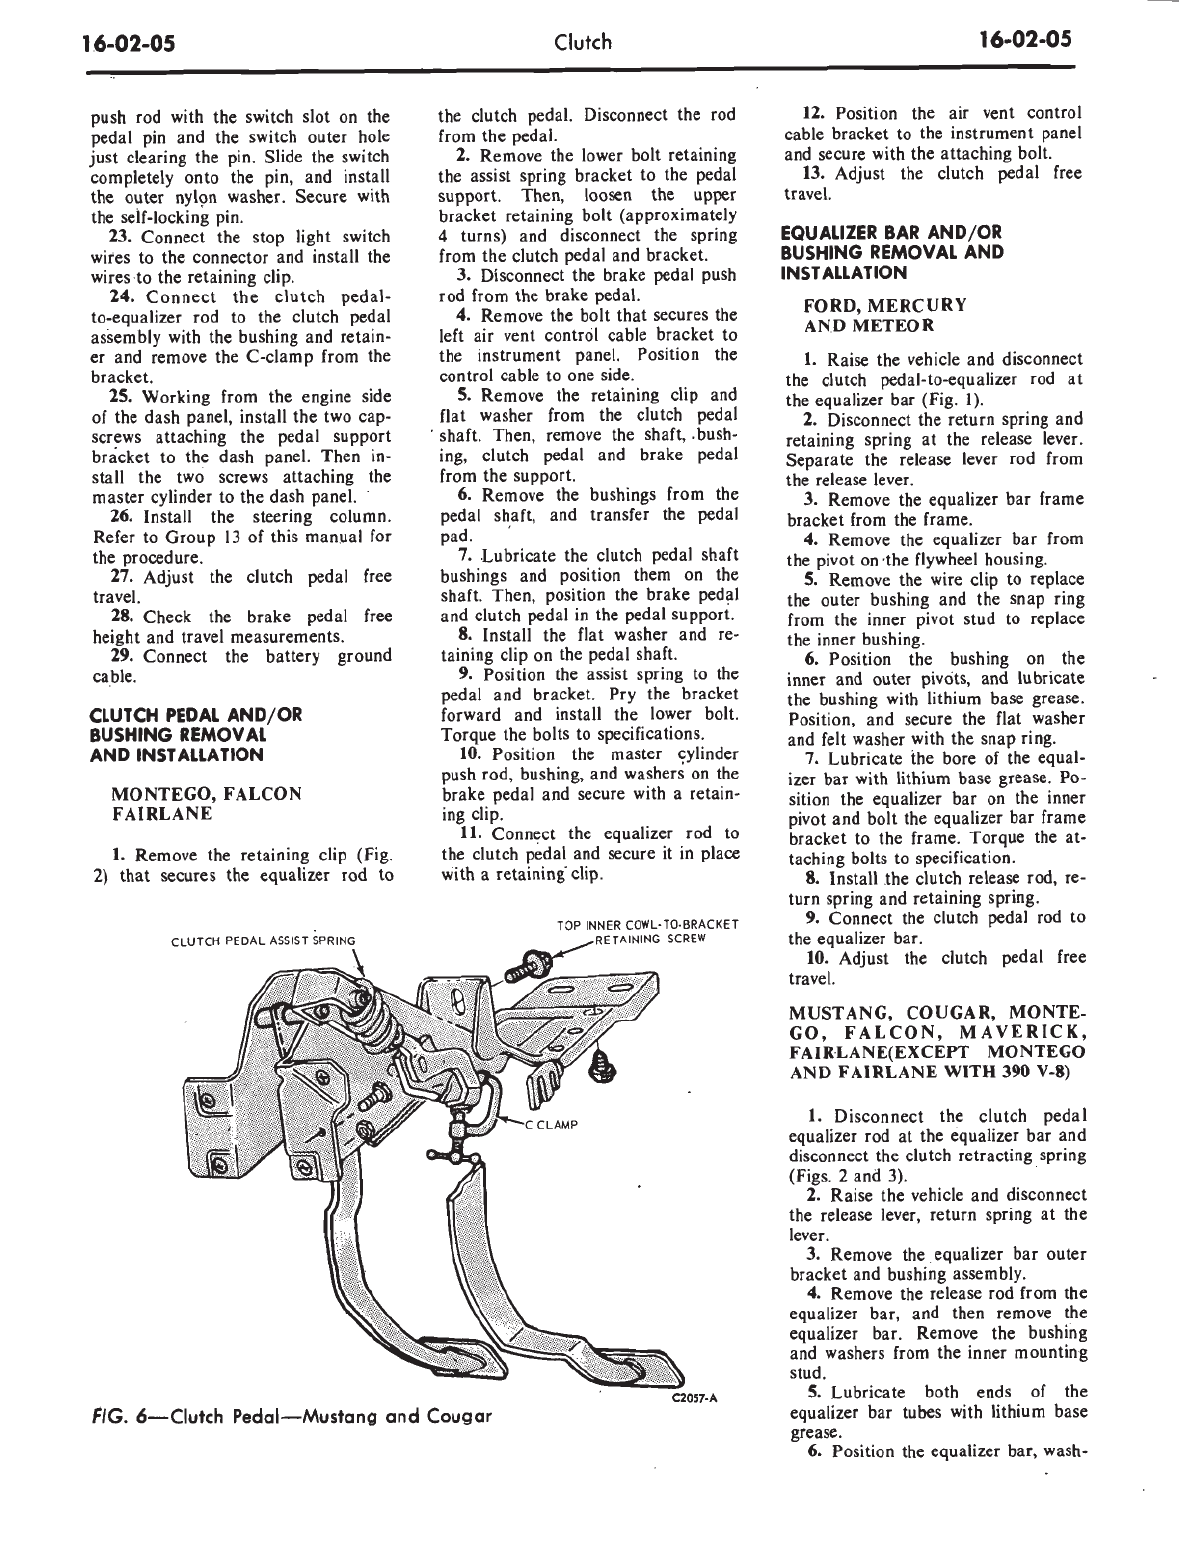 16-02-05
Clutch
16-02-05
push rod with the switch slot on the
pedal pin and the switch outer hole
just clearing the pin. Slide the switch
completely onto the pin, and install
the outer nylon washer. Secure with
the self-locking pin.
23. Connect the stop light switch
wires to the connector and install the
wires to the retaining clip.
24. Connect the clutch pedal-
to-equalizer rod to the clutch pedal
assembly with the bushing and retain-
er and remove the C-clamp from the
bracket.
25. Working from the engine side
of the dash panel, install the two cap-
screws attaching the pedal support
bracket to the dash panel. Then in-
stall the two screws attaching the
master cylinder to the dash panel.
26. Install the steering column.
Refer to Group 13 of this manual for
the procedure.
27. Adjust the clutch pedal free
travel.
28. Check the brake pedal free
height and travel measurements.
29. Connect the battery ground
cable.
CLUTCH PEDAL AND/OR
BUSHING REMOVAL
AND INSTALLATION
MONTEGO, FALCON
FAIRLANE
1. Remove the retaining clip (Fig.
2) that secures the equalizer rod to
the clutch pedal. Disconnect the rod
from the pedal.
2. Remove the lower bolt retaining
the assist spring bracket to the pedal
support. Then, loosen the upper
bracket retaining bolt (approximately
4 turns) and disconnect the spring
from the clutch pedal and bracket.
3. Disconnect the brake pedal push
rod from the brake pedal.
4. Remove the bolt that secures the
left air vent control cable bracket to
the instrument panel. Position the
control cable to one side.
5. Remove the retaining clip and
flat washer from the clutch pedal
shaft. Then, remove the shaft, bush-
ing, clutch pedal and brake pedal
from the support.
6. Remove the bushings from the
pedal shaft, and transfer the pedal
pad.
7. Lubricate the clutch pedal shaft
bushings and position them on the
shaft. Then, position the brake pedal
and clutch pedal in the pedal support.
8. Install the flat washer and re-
taining clip on the pedal shaft.
9. Position the assist spring to the
pedal and bracket. Pry the bracket
forward and install the lower bolt.
Torque the bolts to specifications.
10. Position the master cylinder
push rod, bushing, and washers on the
brake pedal and secure with a retain-
ing clip.
11. Connect the equalizer rod to
the clutch pedal and secure it in place
with a retaining clip.
12. Position the air vent control
cable bracket to the instrument panel
and secure with the attaching bolt.
13. Adjust the clutch pedal free
travel.
EQUALIZER BAR AND/OR
BUSHING REMOVAL AND
INSTALLATION
FORD, MERCURY
AND METEOR
1. Raise the vehicle and disconnect
the clutch pedal-to-equalizer rod at
the equalizer bar (Fig. 1).
2. Disconnect the return spring and
retaining spring at the release lever.
Separate the release lever rod from
the release lever.
3. Remove the equalizer bar frame
bracket from the frame.
4. Remove the equalizer bar from
the pivot on the flywheel housing.
5. Remove the wire clip to replace
the outer bushing and the snap ring
from the inner pivot stud to replace
the inner bushing.
6. Position the bushing on the
inner and outer pivots, and lubricate
the bushing with lithium base grease.
Position, and secure the flat washer
and felt washer with the snap ring.
7. Lubricate the bore of the equal-
izer bar with lithium base grease. Po-
sition the equalizer bar on the inner
pivot and bolt the equalizer bar frame
bracket to the frame. Torque the at-
taching bolts to specification.
8. Install the clutch release rod, re-
turn spring and retaining spring.
9. Connect the clutch pedal rod to
the equalizer bar.
10. Adjust the clutch pedal free
travel.
MUSTANG, COUGAR, MONTE-
GO, FALCON, MAVERICK,
FAIRLANE(EXCEPT MONTEGO
AND FAIRLANE WITH 390 V-8)
1. Disconnect the clutch pedal
equalizer rod at the equalizer bar and
disconnect the clutch retracting spring
(Figs. 2 and 3).
2. Raise the vehicle and disconnect
the release lever, return spring at the
lever.
3. Remove the equalizer bar outer
bracket and bushing assembly.
4. Remove the release rod from the
equalizer bar, and then remove the
equalizer bar. Remove the bushing
and washers from the inner mounting
stud.
5. Lubricate both ends of the
equalizer bar tubes with lithium base
grease.
6. Position the equalizer bar, wash-
CLUTCH PEDAL ASSIST SPRING
TOP INNER COWL-TO-BRACKET
RETAINING SCREW
C CLAMP
C2057-A
FIG. 6—Clutch Pedal—Mustang and Cougar